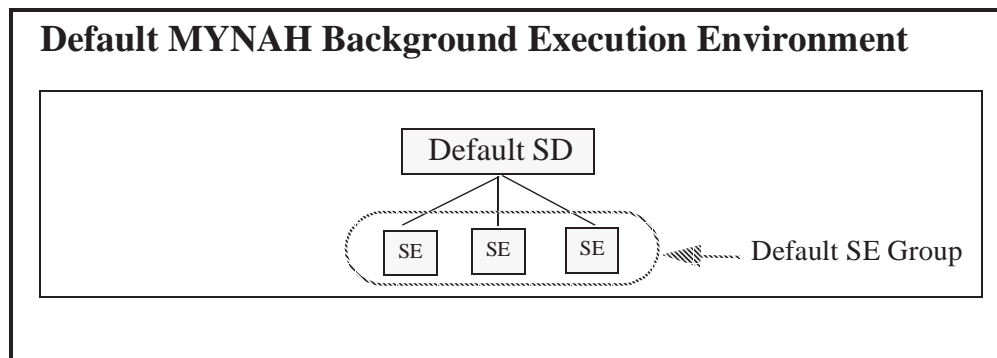 Default MYNAH Background Execution Environment
Default SD
SE SE SE
Default SE Group